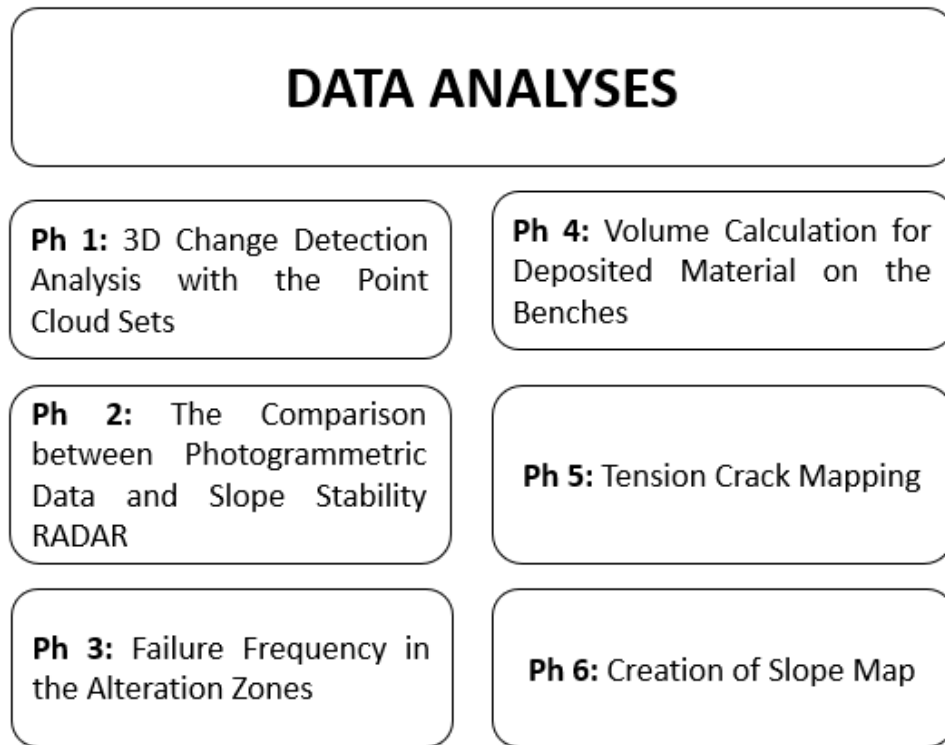 DATA ANALYSES
Ph 1: 3D Change Detection
Analysis with the Point
Cloud Sets
Ph 2: The Comparison
between Photogrammetric
Data and Slope Stability
RADAR
Ph 3: Failure Frequency in
the Alteration Zones
Ph 4: Volume Calculation for
Deposited Material on the
Benches
Ph 5: Tension Crack Mapping
Ph 6: Creation of Slope Map